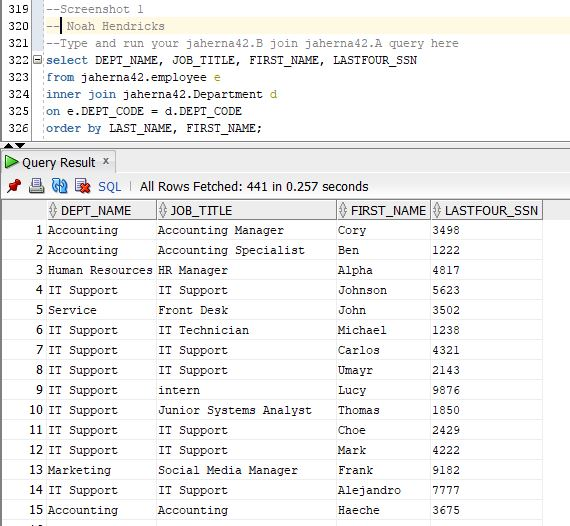 319 --Screenshot 1
320 -- Noah Hendricks
321 --Type and run your jaherna42.B join jaherna42.A query here
322 select DEPT_NAME, JOB_TITLE, FIRST_NAME, LASTFOUR_SSN
323 from jaherna42.employee e
324 inner join jaherna42.Department d
325 on e.DEPT_CODE = d.DEPT_CODE
326 order by LAST_NAME, FIRST_NAME;
Query Result x
SQL | All Rows Fetched: 441 in 0.257 seconds
DEPT_NAME JOB_TITLE FIRST_NAME LASTFOUR_SSN
1 Accounting Accounting Manager Cory 3498
2 Accounting Accounting Specialist Ben 1222
3 Human Resources HR Manager Alpha 4817
4 IT Support IT Support Johnson 5623
5 Service Front Desk John 3502
6 IT Support IT Technician Michael 1238
7 IT Support IT Support Carlos 4321
8 IT Support IT Support Umayr 2143
9 IT Support intern Lucy 9876
10 IT Support Junior Systems Analyst Thomas 1850
11 IT Support IT Support Choe 2429
12 IT Support IT Support Mark 4222
13 Marketing Social Media Manager Frank 9182
14 IT Support IT Support Alejandro 7777
15 Accounting Accounting Haeche 3675